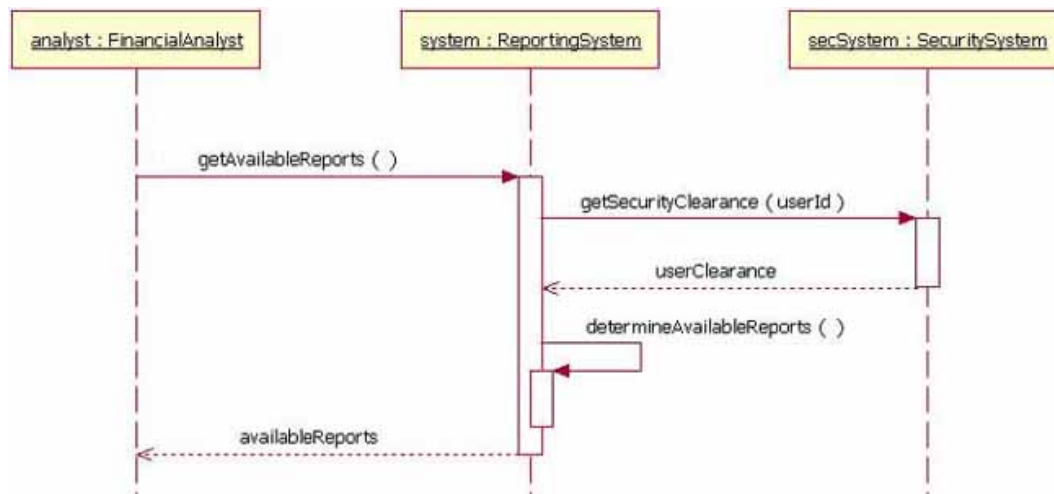 analyst : FinancialAnalyst
system : ReportingSystem
secSystem : SecuritySystem
getAvailableReports ( )
getSecurityClearance ( userId )
userClearance
determineAvailableReports ( )
availableReports